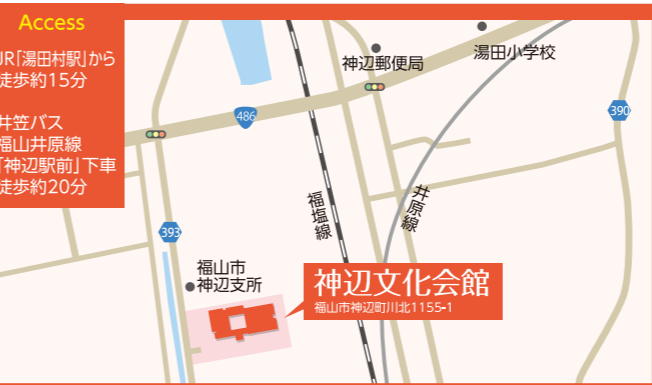 Access
JR「湯田村駅」から
徒歩約15分
井笠バス
福山井原線
「神辺駅前」下車
徒歩約20分
神辺郵便局
湯田小学校
486
390
福塩線
井原線
393
福山市
神辺支所
神辺文化会館
福山市神辺町川北1155-1